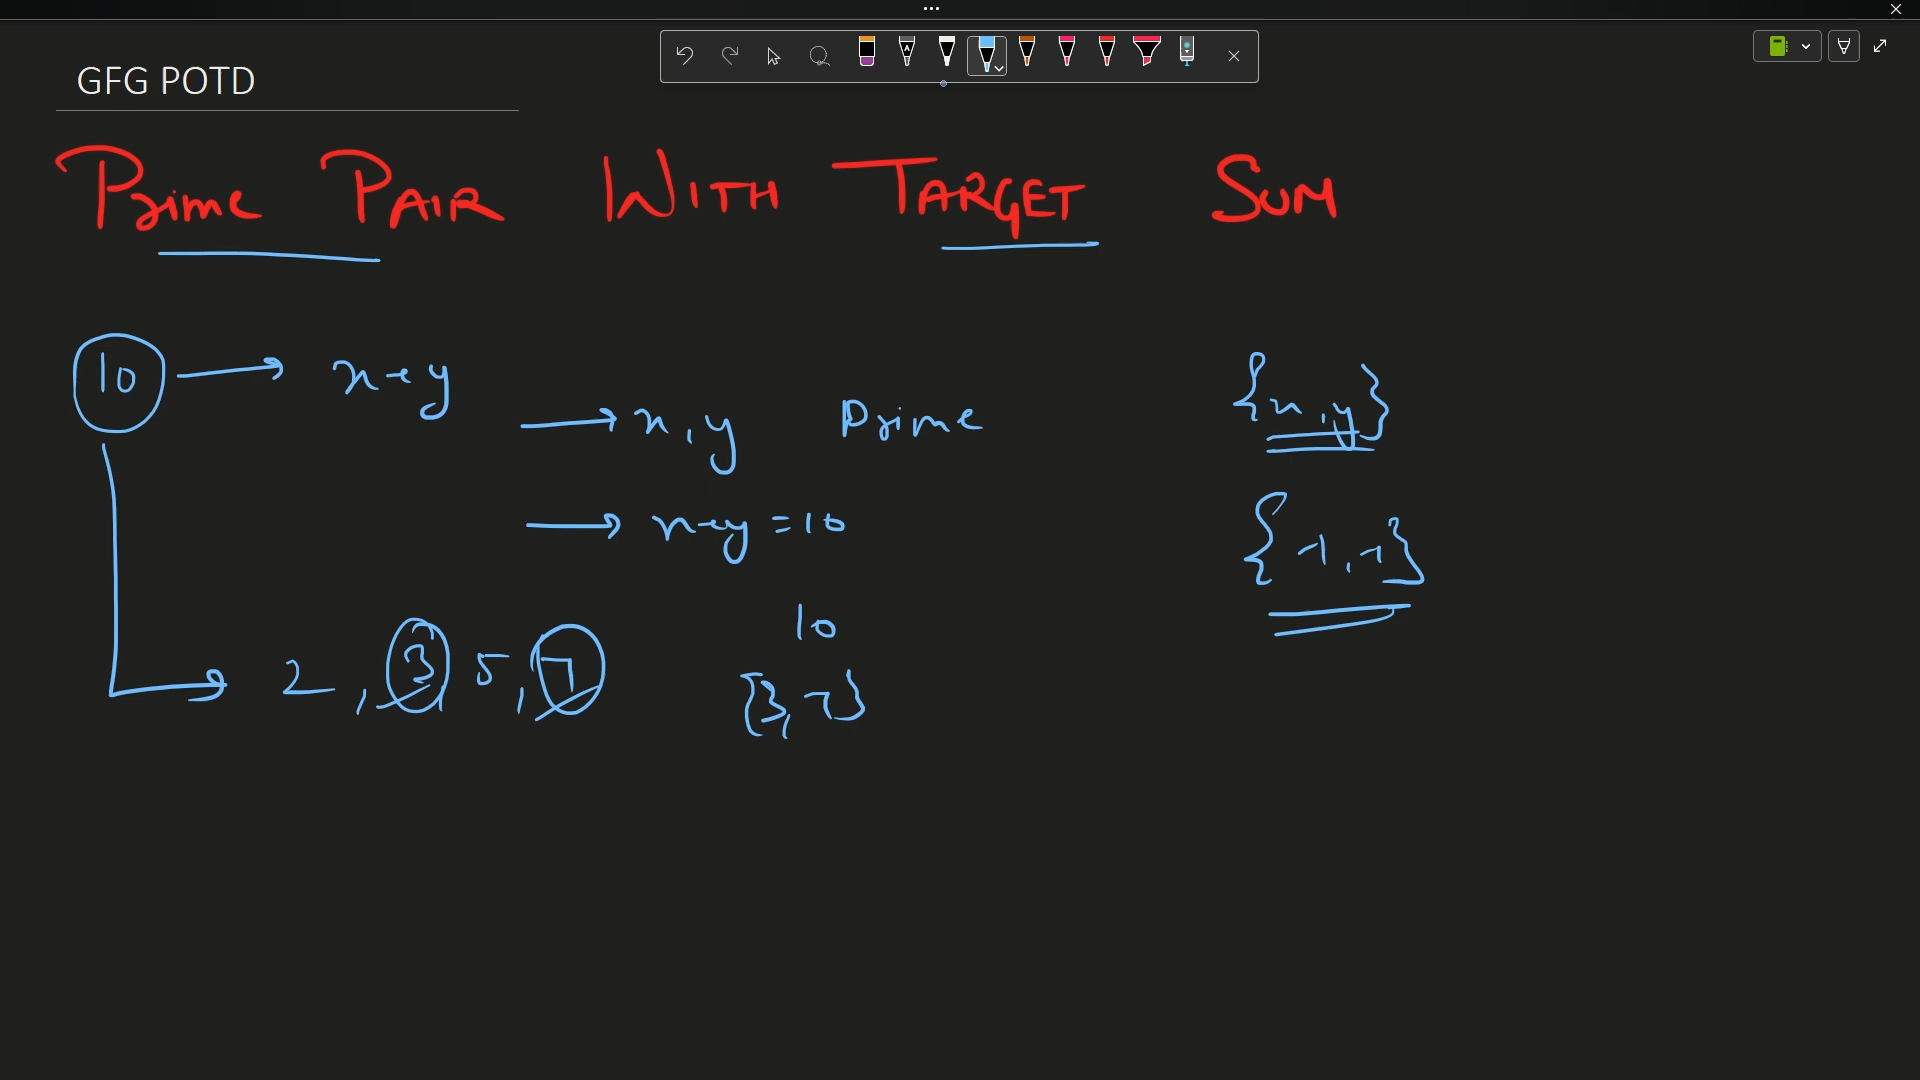 GFG POTD
Prime PAIR WITH TARGET SUM
10 → x+y
{x,y}
→ x,y Prime
→ x+y = 10
{-1,-1}
10
→ 2, 3, 5, 7
{3,7}